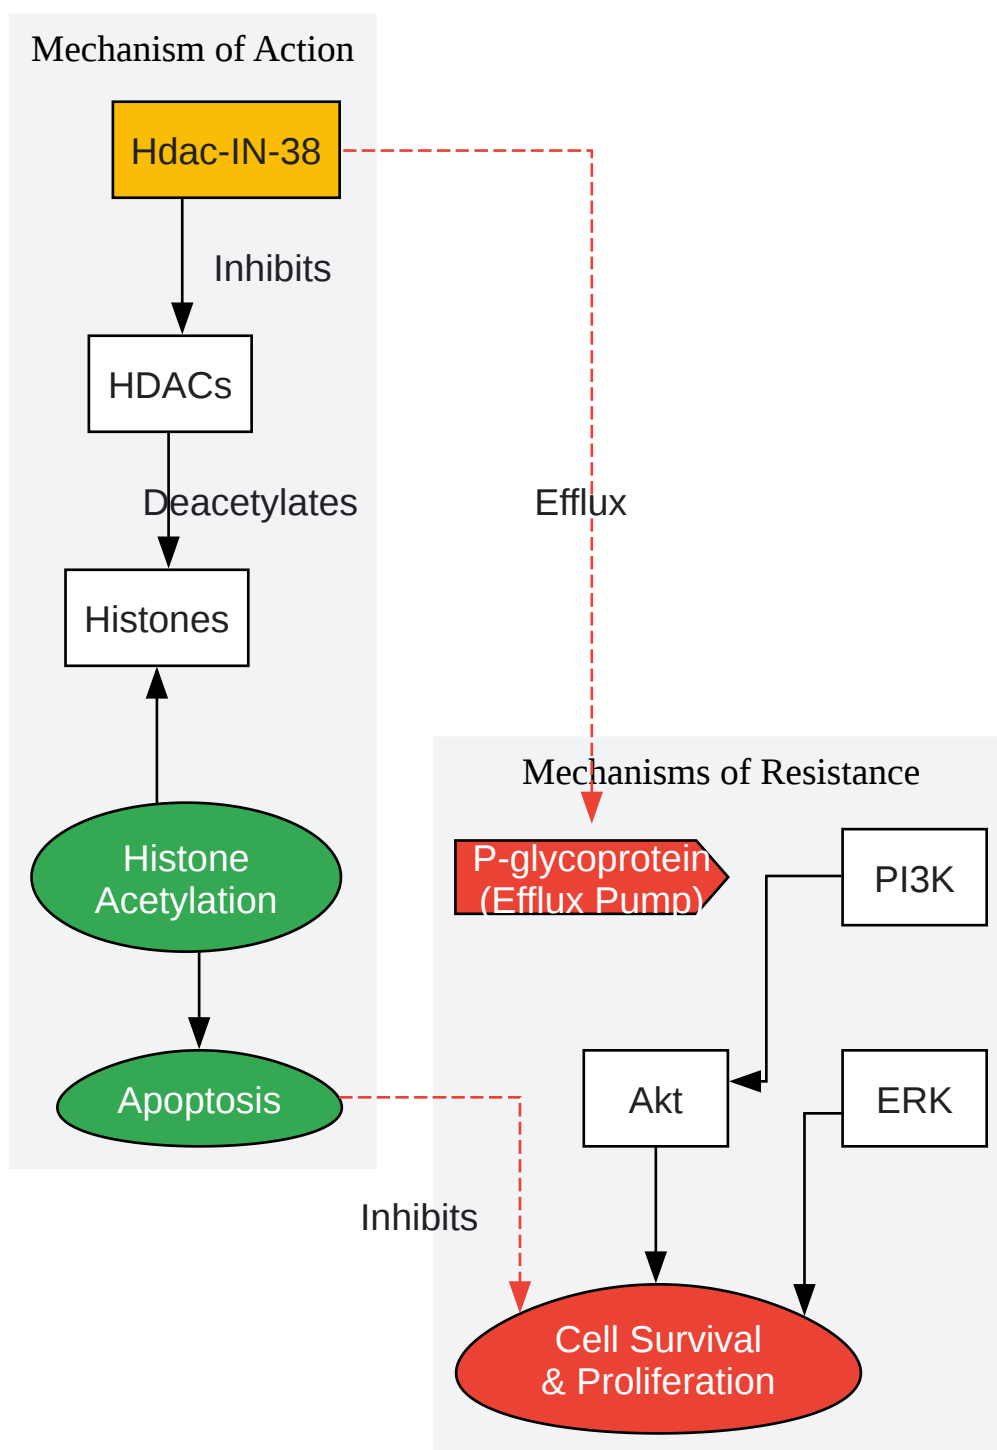 Mechanism of Action
Hdac-IN-38
Inhibits
HDACs
Deacetylates
Efflux
Histones
Mechanisms of Resistance
Histone
Acetylation
P-glycoprotein
(Efflux Pump)
PI3K
Apoptosis
Akt
ERK
Inhibits
Cell Survival
& Proliferation